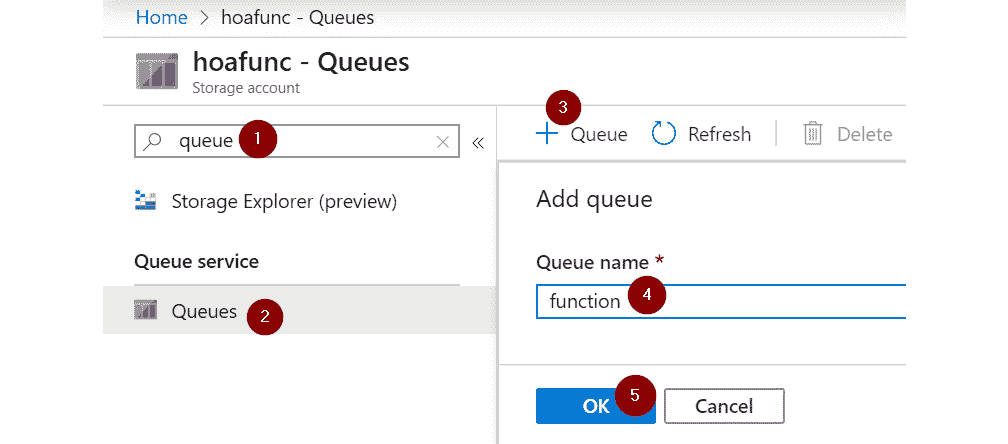 Home > hoafunc - Queues
hoafunc - Queues
Storage account
queue 1
Storage Explorer (preview)
Queue service
Queues 2
3
Queue Refresh Delete
Add queue
Queue name *
function 4
OK 5 Cancel